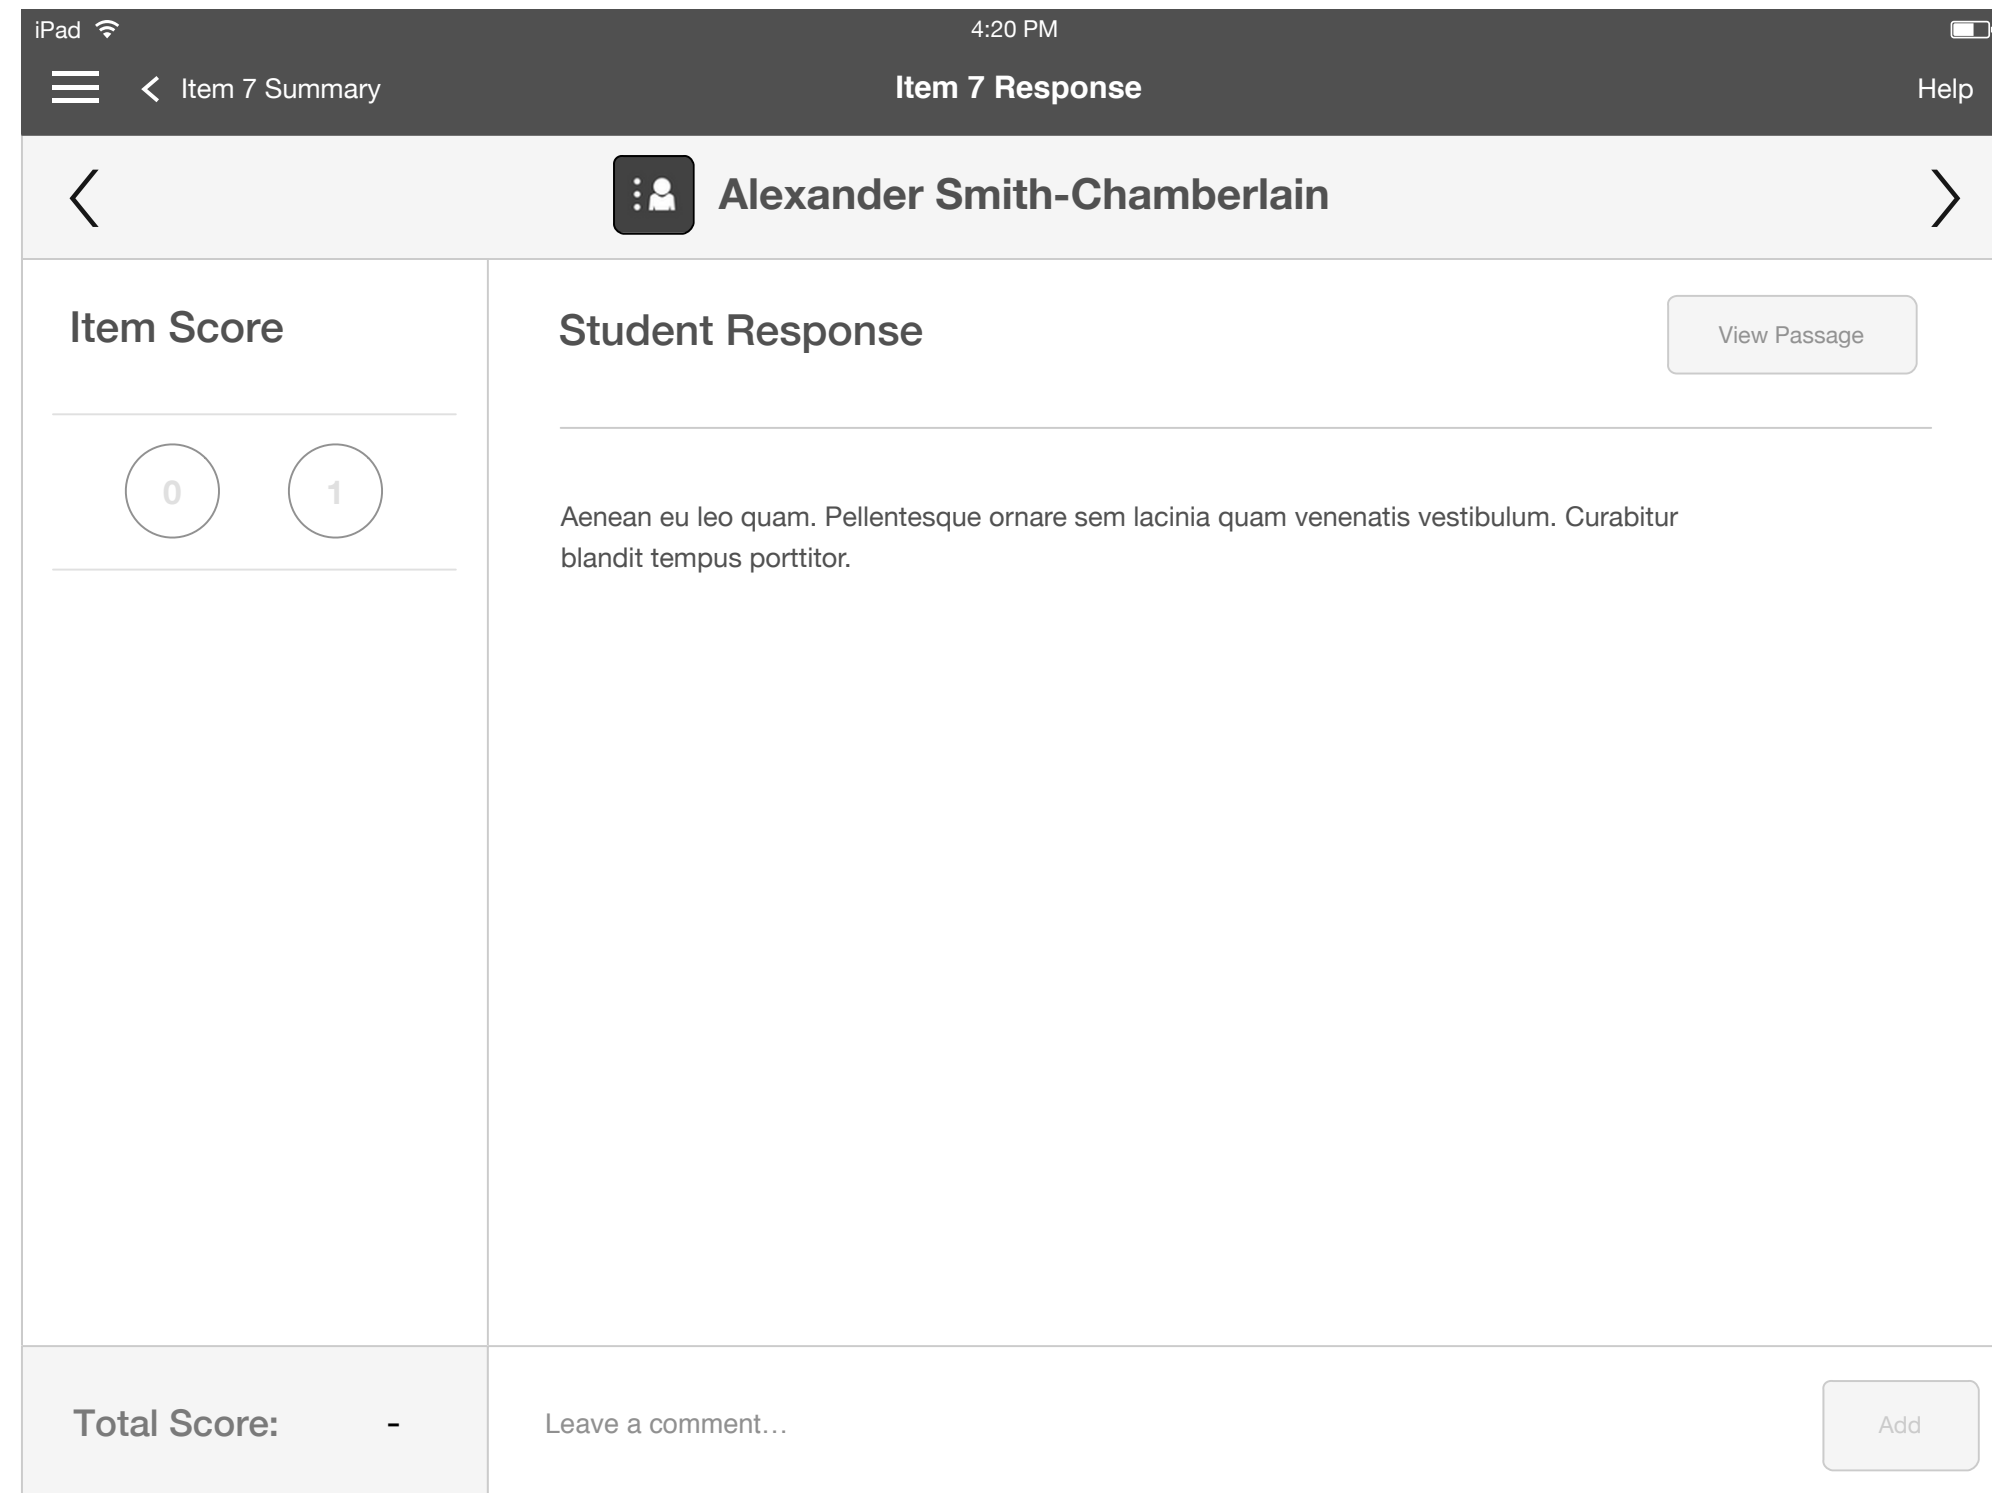 iPad 4:20 PM
Item 7 Summary Item 7 Response Help
Alexander Smith-Chamberlain
Item Score
Student Response
View Passage
0 1
Aenean eu leo quam. Pellentesque ornare sem lacinia quam venenatis vestibulum. Curabitur
blandit tempus porttitor.
Total Score: -
Leave a comment…
Add